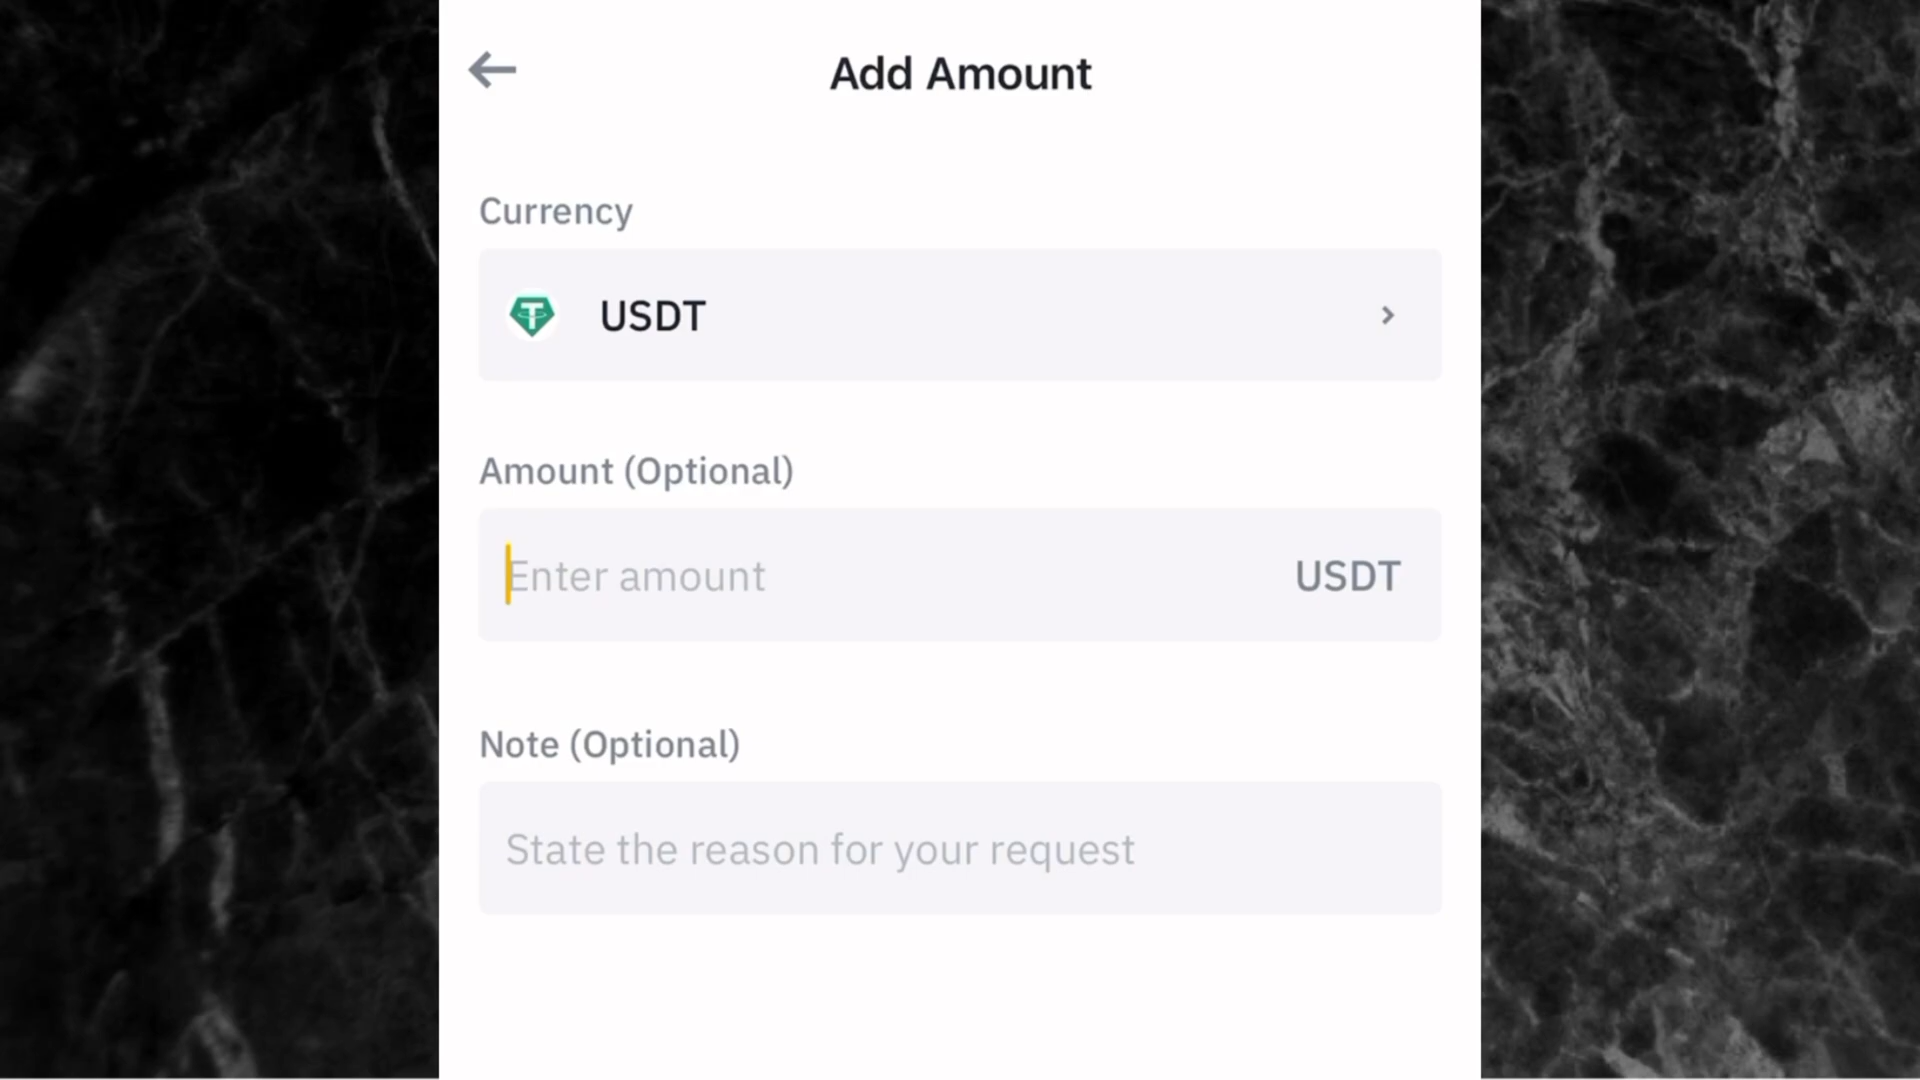 Add Amount
Currency
USDT
Amount (Optional)
Enter amount
USDT
Note (Optional)
State the reason for your request